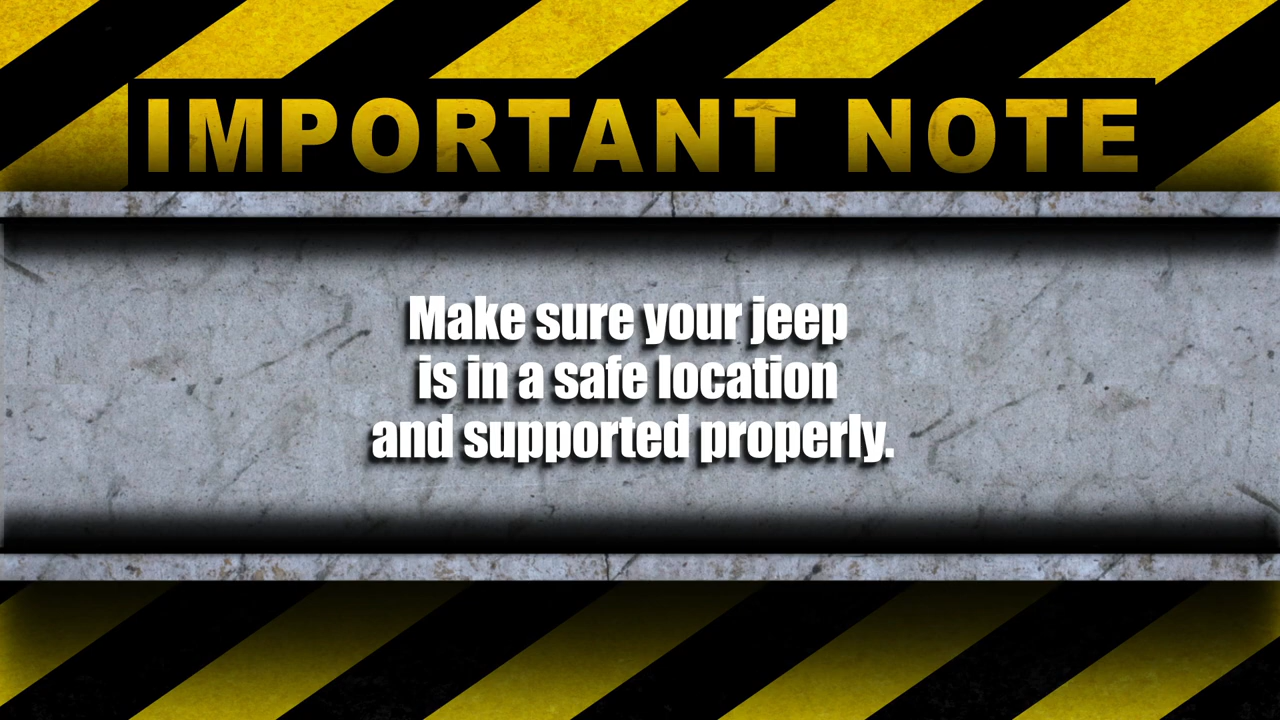 IMPORTANT NOTE
Make sure your jeep
is in a safe location
and supported properly.